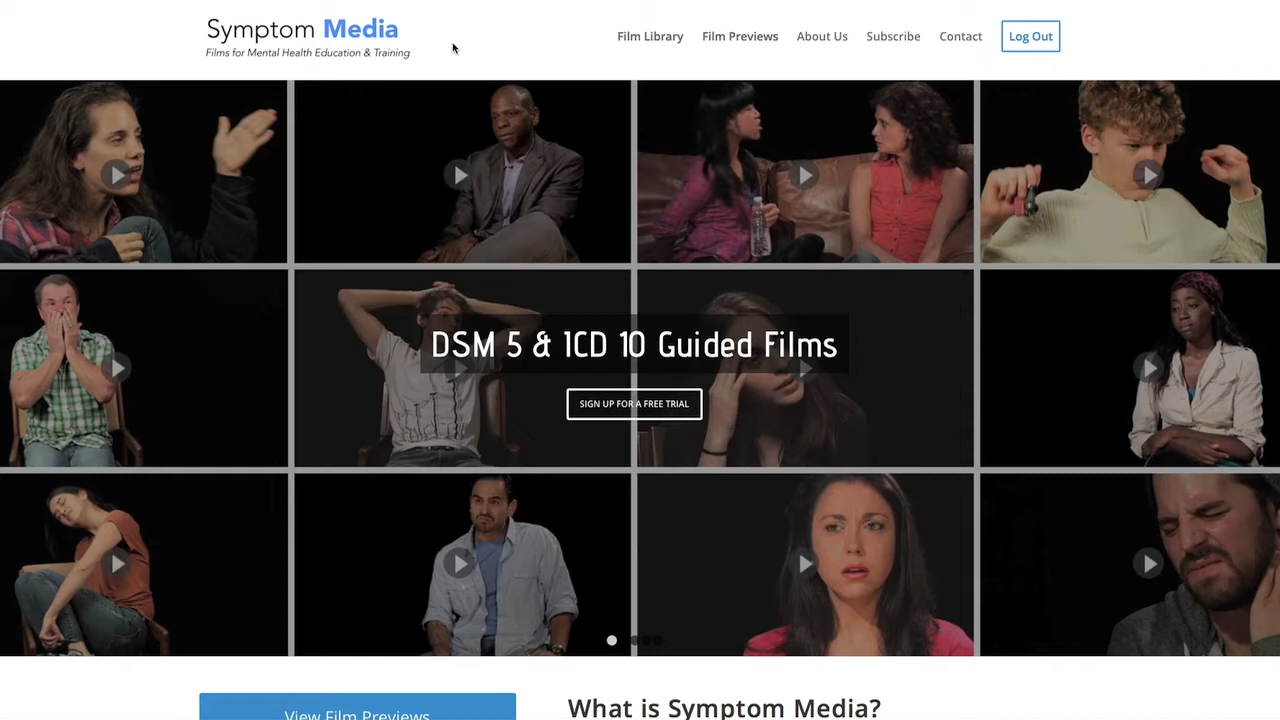 Symptom Media
Films for Mental Health Education & Training
Film Library
Film Previews
About Us
Subscribe
Contact
Log Out
DSM 5 & ICD 10 Guided Films
SIGN UP FOR A FREE TRIAL
View Film Previews
What is Symptom Media?